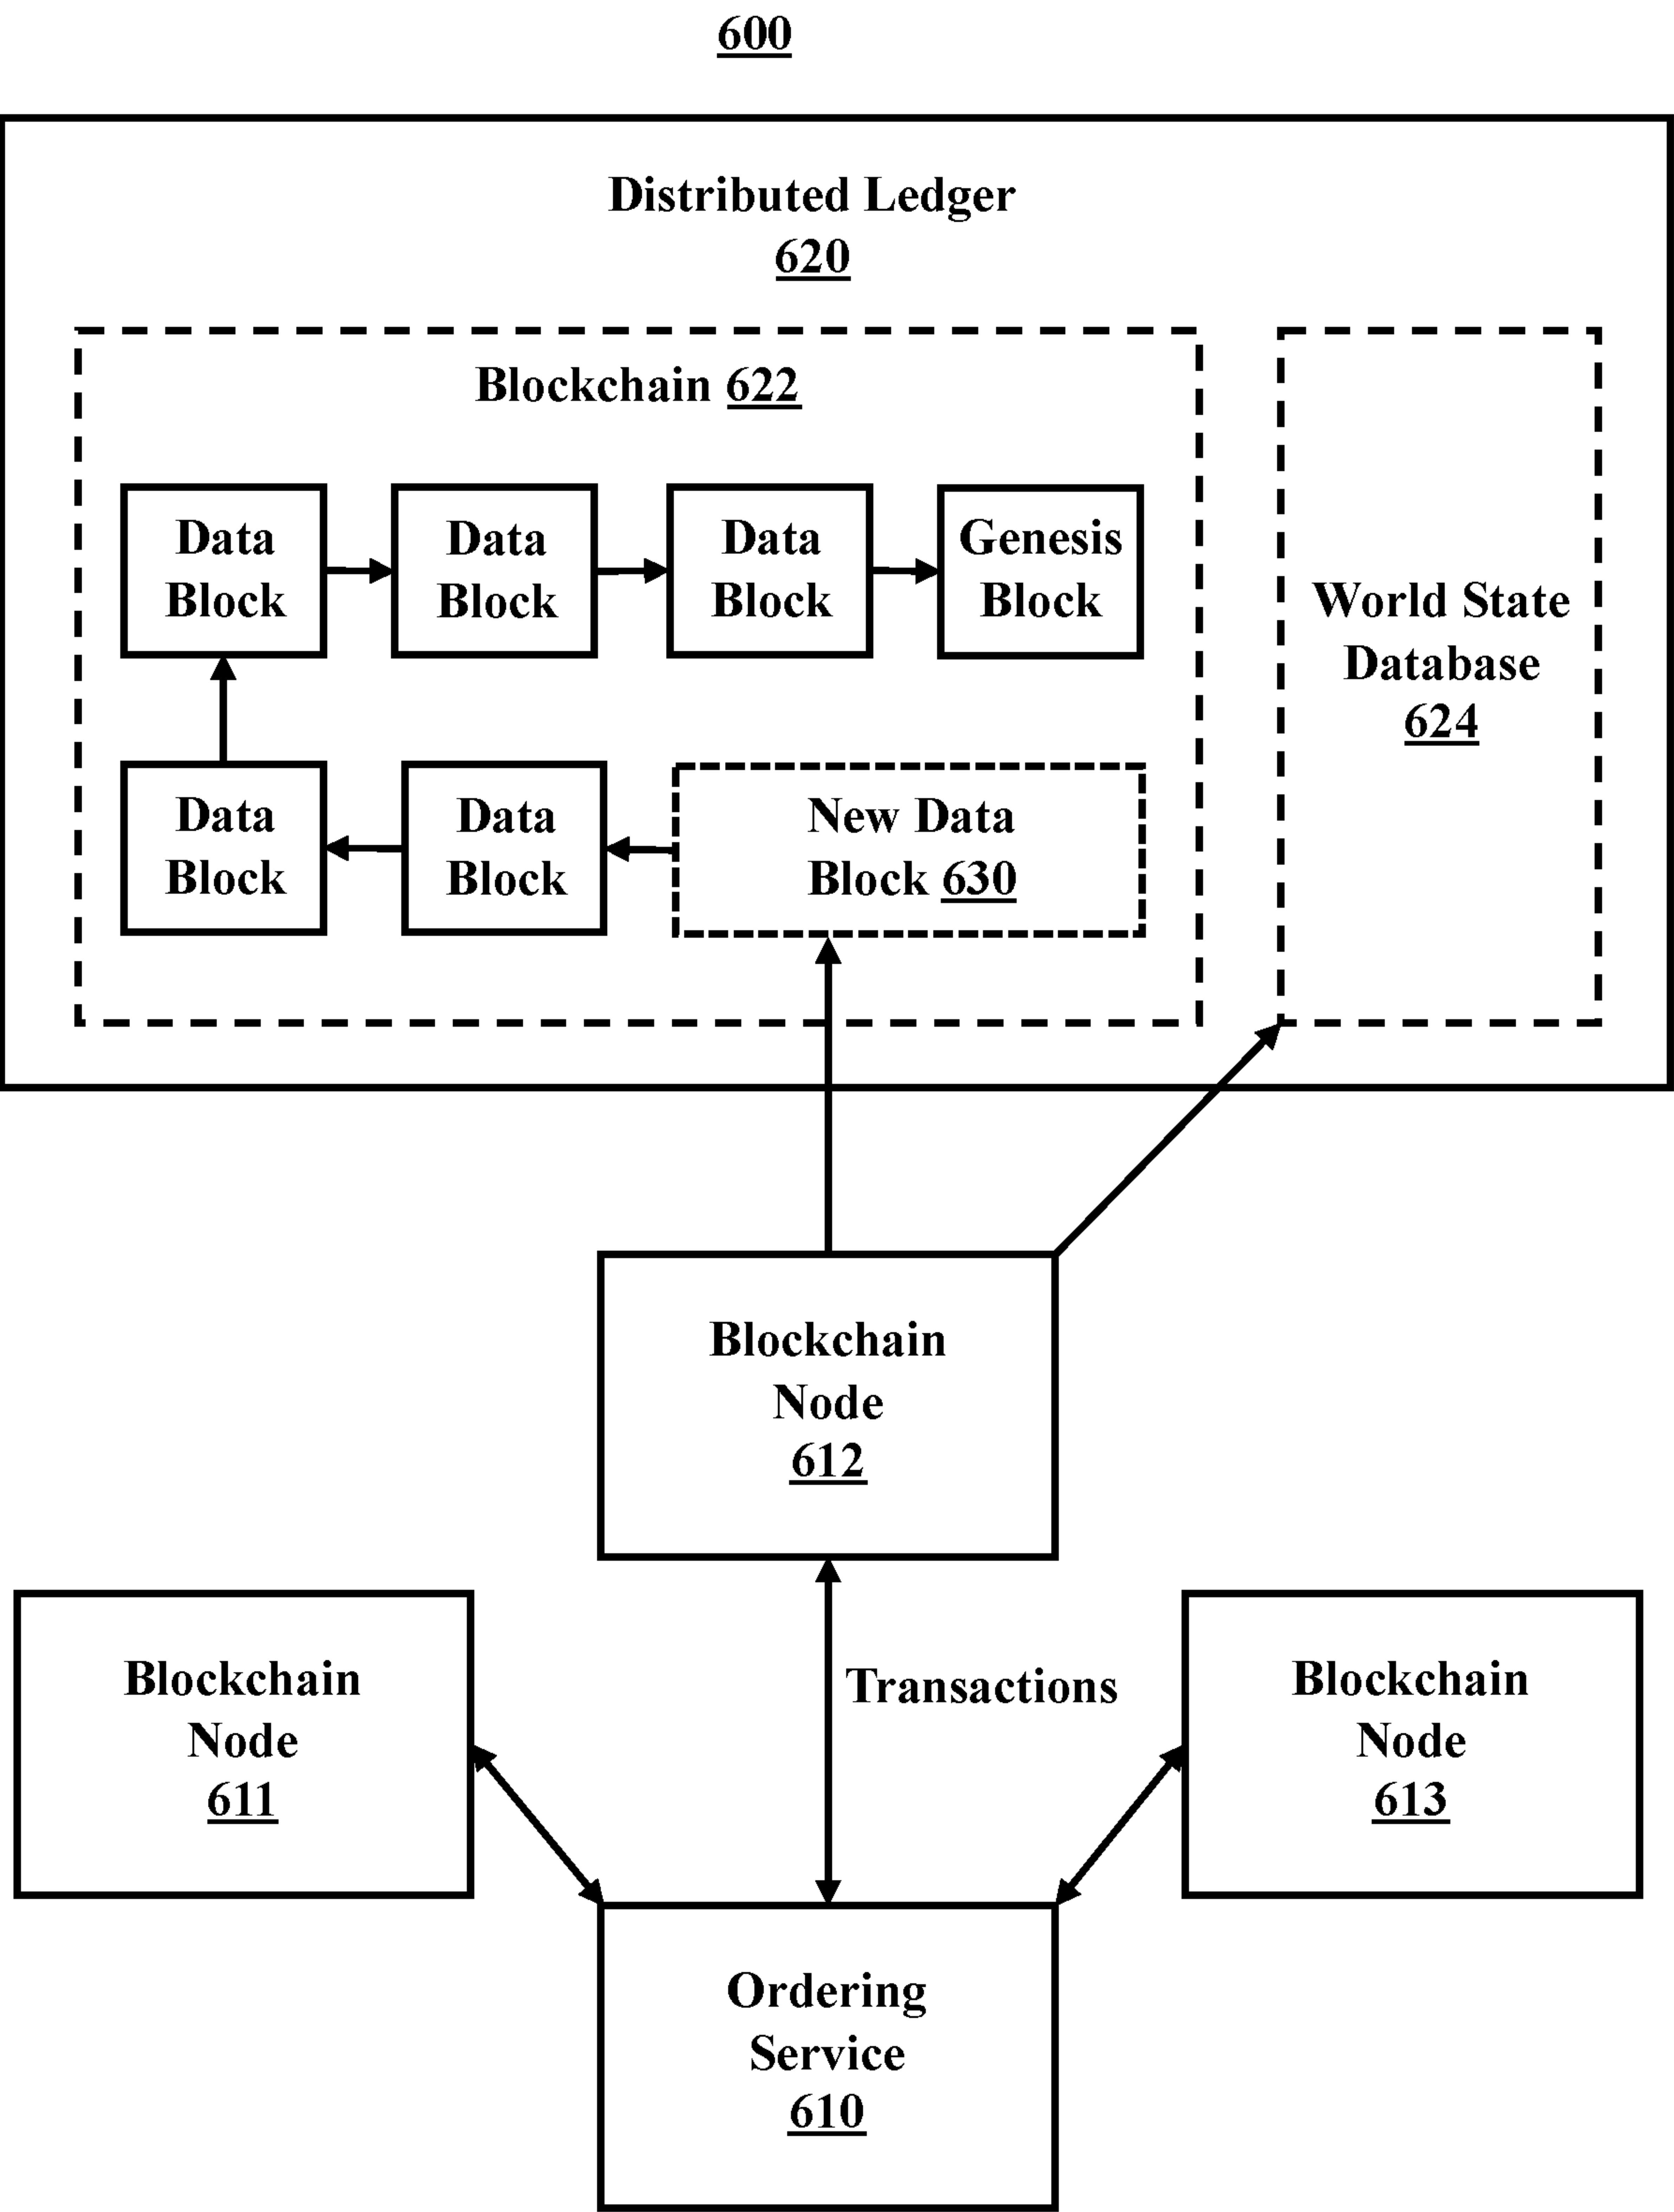 600
Distributed Ledger
620
Blockchain 622
Data
Block
Data
Block
Data
Block
Genesis
Block
World State
Database
624
Data
Block
Data
Block
New Data
Block 630
Blockchain
Node
612
Transactions
Blockchain
Node
611
Blockchain
Node
613
Ordering
Service
610